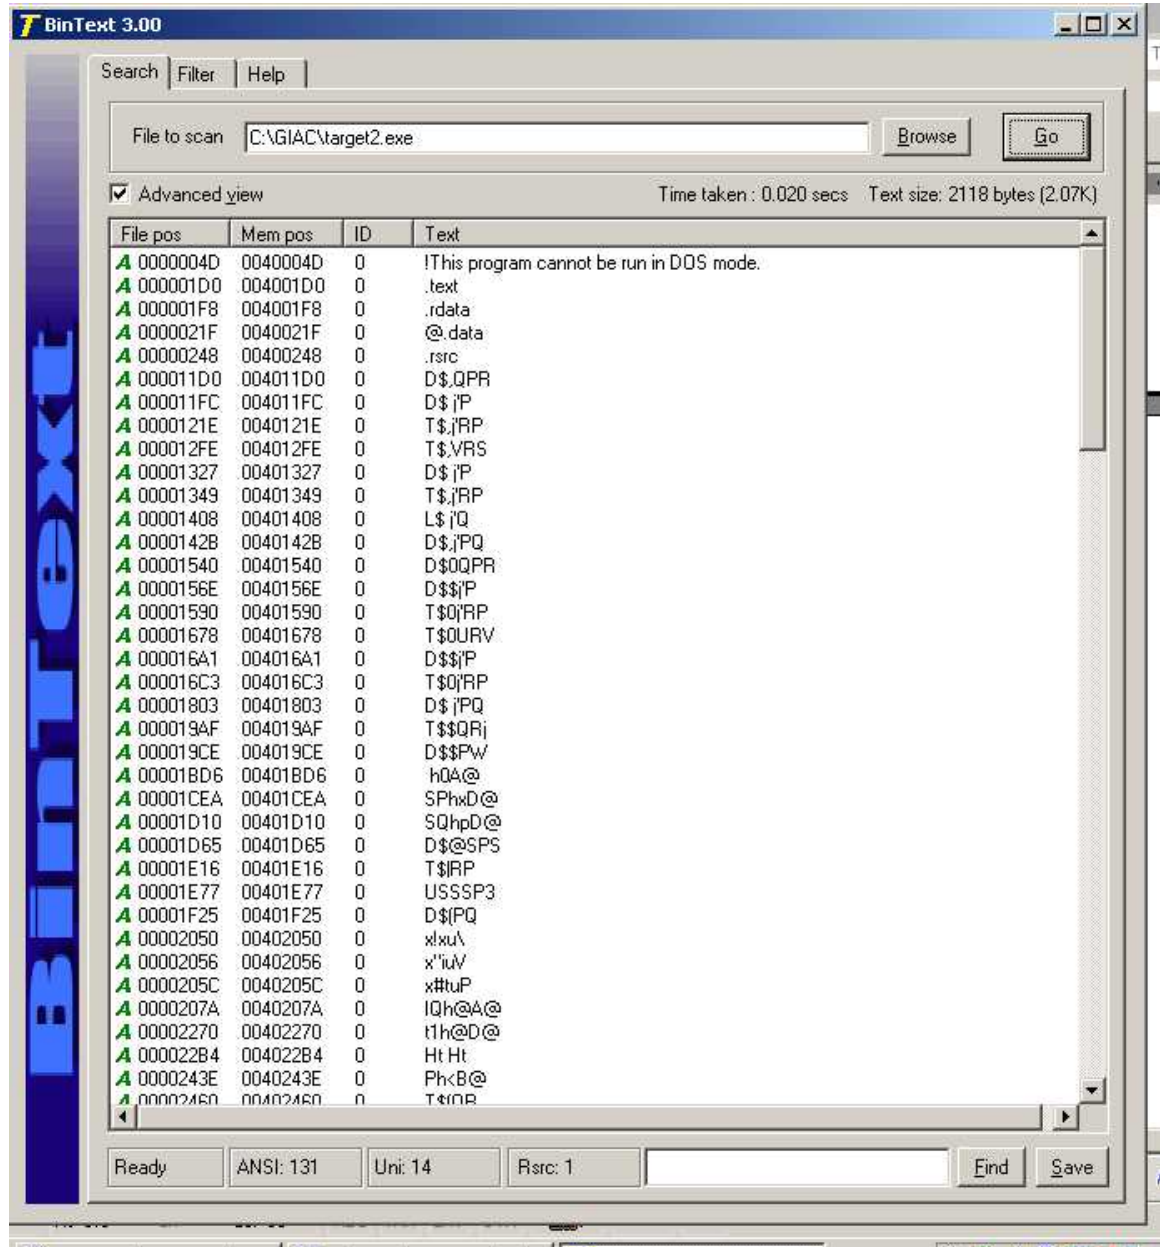 BinText 3.00
Search Filter Help
File to scan C:\GIAC\target2.exe Browse Go
Advanced view Time taken : 0.020 secs Text size: 2118 bytes (2.07K)
File pos Mem pos ID Text
A 0000004D 0040004D 0 !This program cannot be run in DOS mode.
A 000001D0 004001D0 0 .text
A 000001F8 004001F8 0 .rdata
A 0000021F 0040021F 0 @.data
A 00000248 00400248 0 .rsrc
A 000011D0 004011D0 0 D$,QPR
A 000011FC 004011FC 0 D$ j'P
A 0000121E 0040121E 0 T$,j'RP
A 000012FE 004012FE 0 T$,VRS
A 00001327 00401327 0 D$ j'P
A 00001349 00401349 0 T$,j'RP
A 00001408 00401408 0 L$ j'Q
A 0000142B 0040142B 0 D$,j'PQ
A 00001540 00401540 0 D$0QPR
A 0000156E 0040156E 0 D$$j'P
A 00001590 00401590 0 T$0j'RP
A 00001678 00401678 0 T$0URV
A 000016A1 004016A1 0 D$$j'P
A 000016C3 004016C3 0 T$0j'RP
A 00001803 00401803 0 D$ j'PQ
A 000019AF 004019AF 0 T$$QRj
A 000019CE 004019CE 0 D$$PW
A 00001BD6 00401BD6 0 h0A@
A 00001CEA 00401CEA 0 SPhxD@
A 00001D10 00401D10 0 SQhpD@
A 00001D65 00401D65 0 D$@SPS
A 00001E16 00401E16 0 T$|RP
A 00001E77 00401E77 0 USSSP3
A 00001F25 00401F25 0 D$(PQ
A 00002050 00402050 0 x!xu\
A 00002056 00402056 0 x"iuV
A 0000205C 0040205C 0 x#tuP
A 0000207A 0040207A 0 IQh@A@
A 00002270 00402270 0 t1h@D@
A 000022B4 004022B4 0 Ht Ht
A 0000243E 0040243E 0 Ph<B@
A 00002460 00402460 0
BinText
Ready ANSI: 131 Uni: 14 Rsrc: 1 Find Save